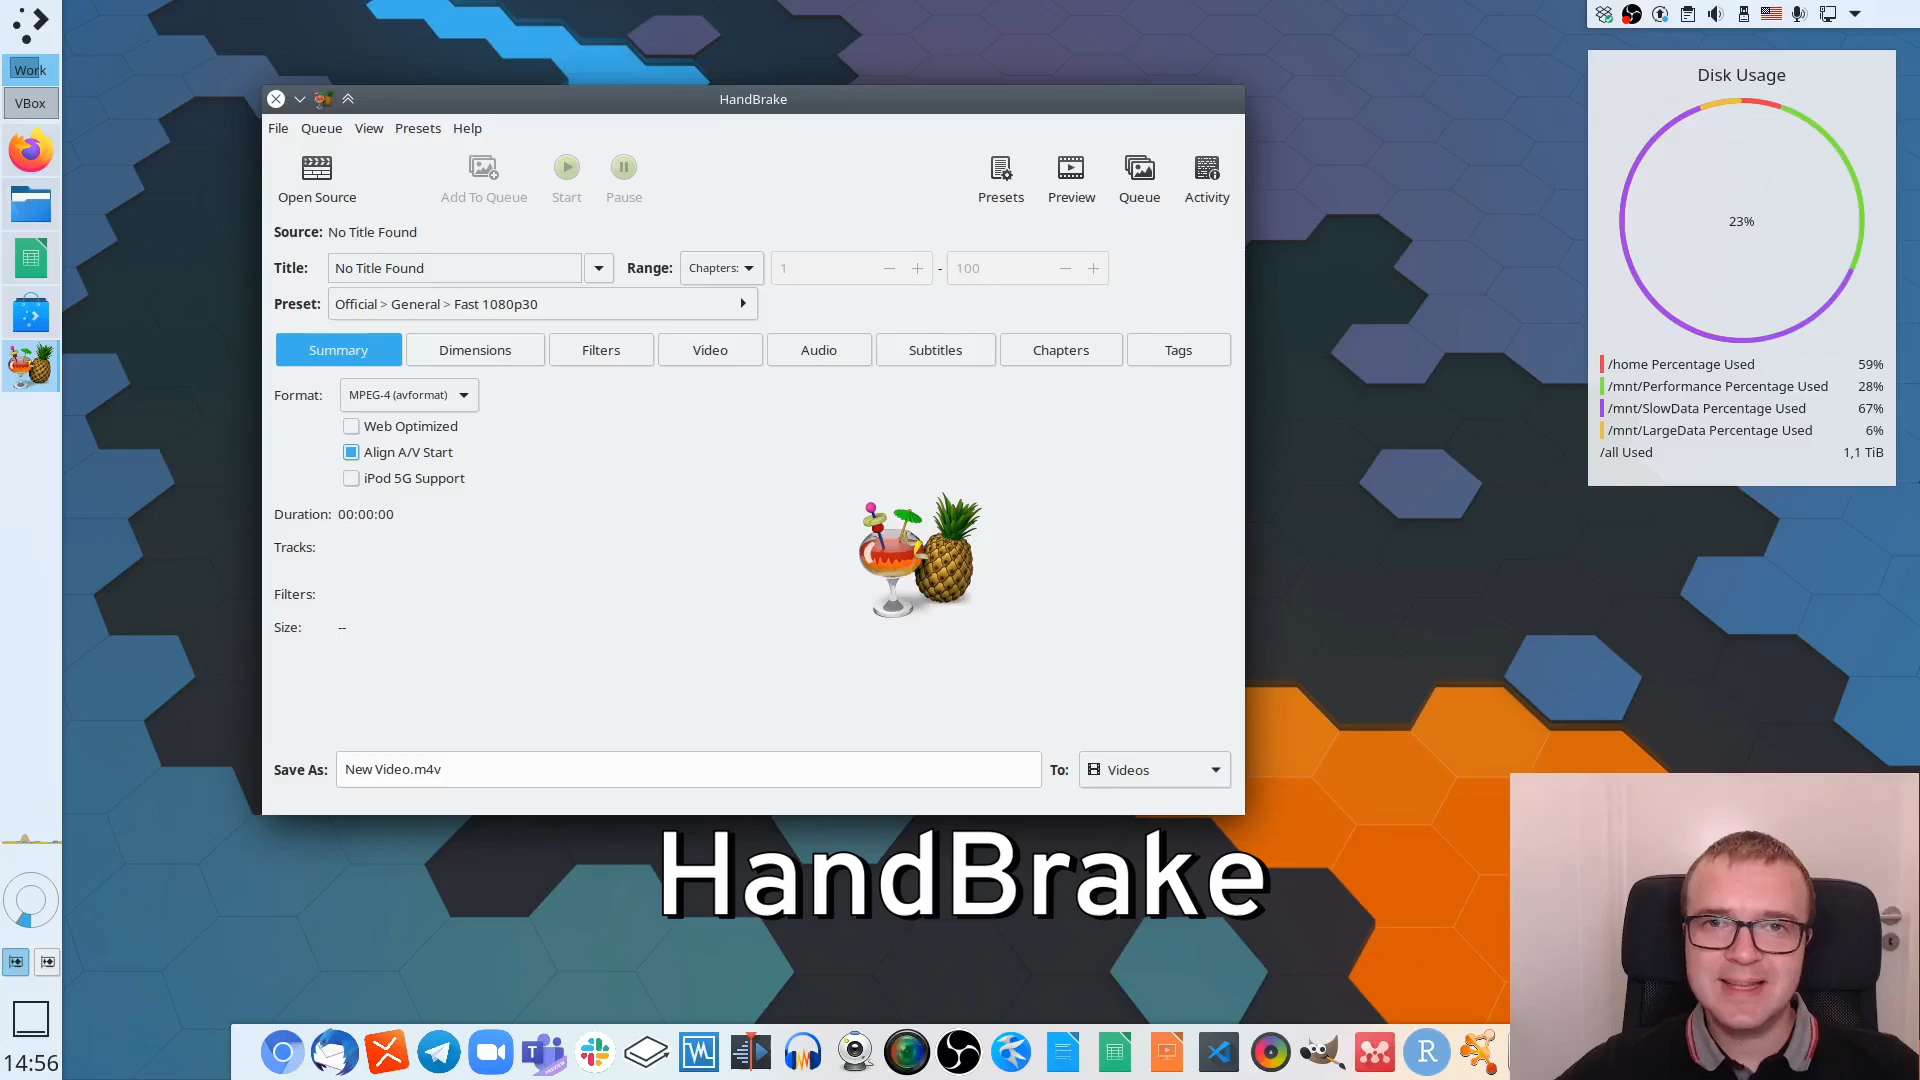 Work
VBox
HandBrake
File Queue View Presets Help
Open Source Add To Queue Start Pause Presets Preview Queue Activity
Source: No Title Found
Title: No Title Found Range: Chapters: 1 - 100
Preset: Official > General > Fast 1080p30
Summary Dimensions Filters Video Audio Subtitles Chapters Tags
Format: MPEG-4 (avformat)
Web Optimized
Align A/V Start
iPod 5G Support
Duration: 00:00:00
Tracks:
Filters:
Size: --
Save As: New Video.m4v To: Videos
Disk Usage
23%
/home Percentage Used 59%
/mnt/Performance Percentage Used 28%
/mnt/SlowData Percentage Used 67%
/mnt/LargeData Percentage Used 6%
/all Used 1,1 TiB
HandBrake
14:56
R